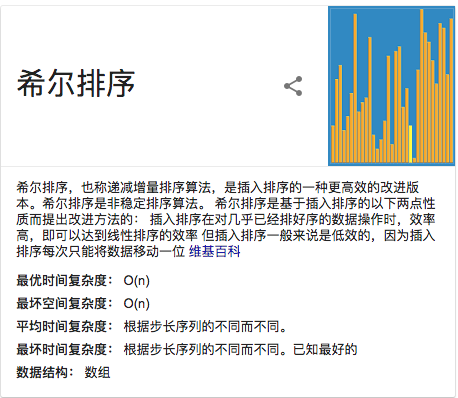 希尔排序
希尔排序，也称递减增量排序算法，是插入排序的一种更高效的改进版
本。希尔排序是非稳定排序算法。 希尔排序是基于插入排序的以下两点性
质而提出改进方法的： 插入排序在对几乎已经排好序的数据操作时，效率
高，即可以达到线性排序的效率 但插入排序一般来说是低效的，因为插入
排序每次只能将数据移动一位 维基百科
最优时间复杂度： O(n)
最坏空间复杂度： O(n)
平均时间复杂度： 根据步长序列的不同而不同。
最坏时间复杂度： 根据步长序列的不同而不同。已知最好的
数据结构： 数组